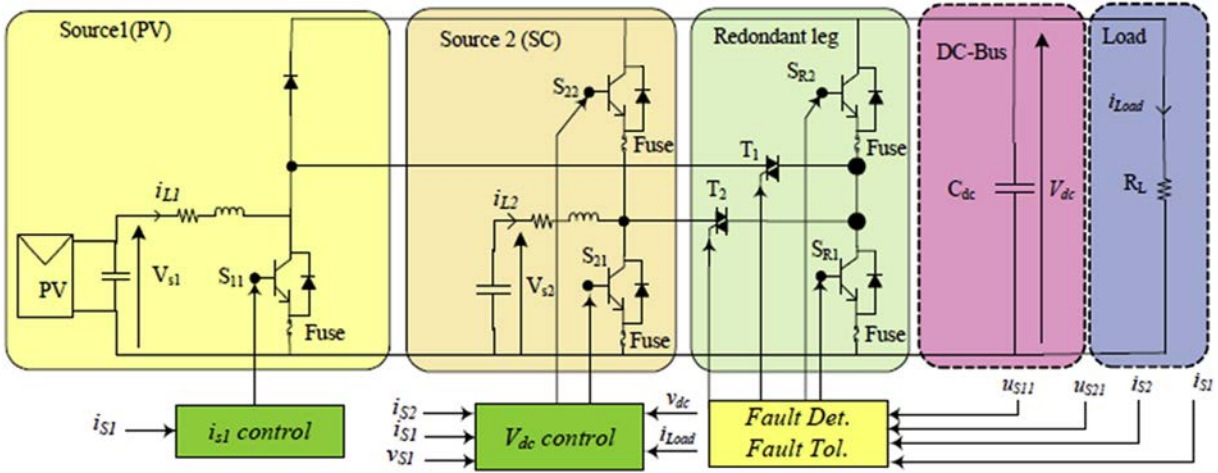 Source1(PV)
Source 2 (SC)
Redondant leg
DC-Bus
Load
S22
SR2
Fuse
Fuse
iLoad
T1
T2
iL1
iL2
Cdc
Vdc
RL
PV
Vs1
S11
Vs2
S21
SR1
Fuse
Fuse
Fuse
uS11
uS21
iS2
iS1
iS1
is1 control
iS2
iS1
vS1
Vdc control
vdc
iLoad
Fault Det.
Fault Tol.